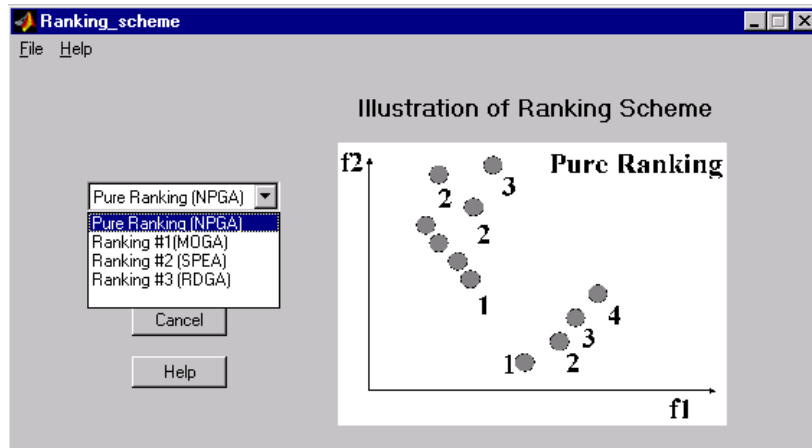 Ranking_scheme
File Help
Illustration of Ranking Scheme
Pure Ranking (NPGA)
Pure Ranking (NPGA)
Ranking #1(MOGA)
Ranking #2 (SPEA)
Ranking #3 (RDGA)
Cancel
Help
f2
Pure Ranking
2
3
2
1
4
3
1
2
f1